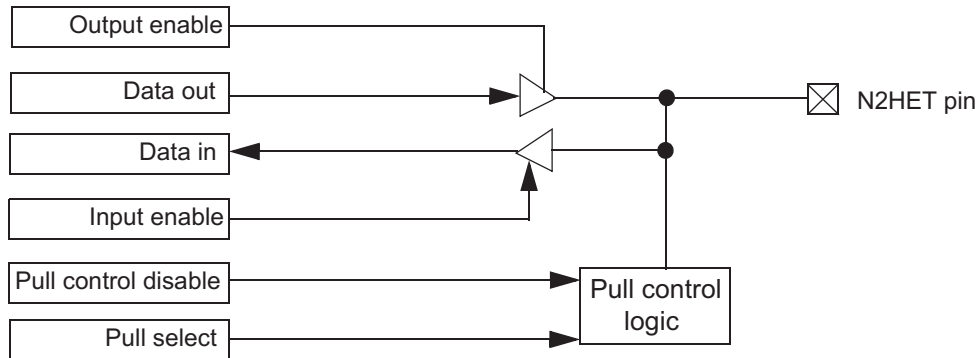 Output enable
Data out
N2HET pin
Data in
Input enable
Pull control disable
Pull control
logic
Pull select